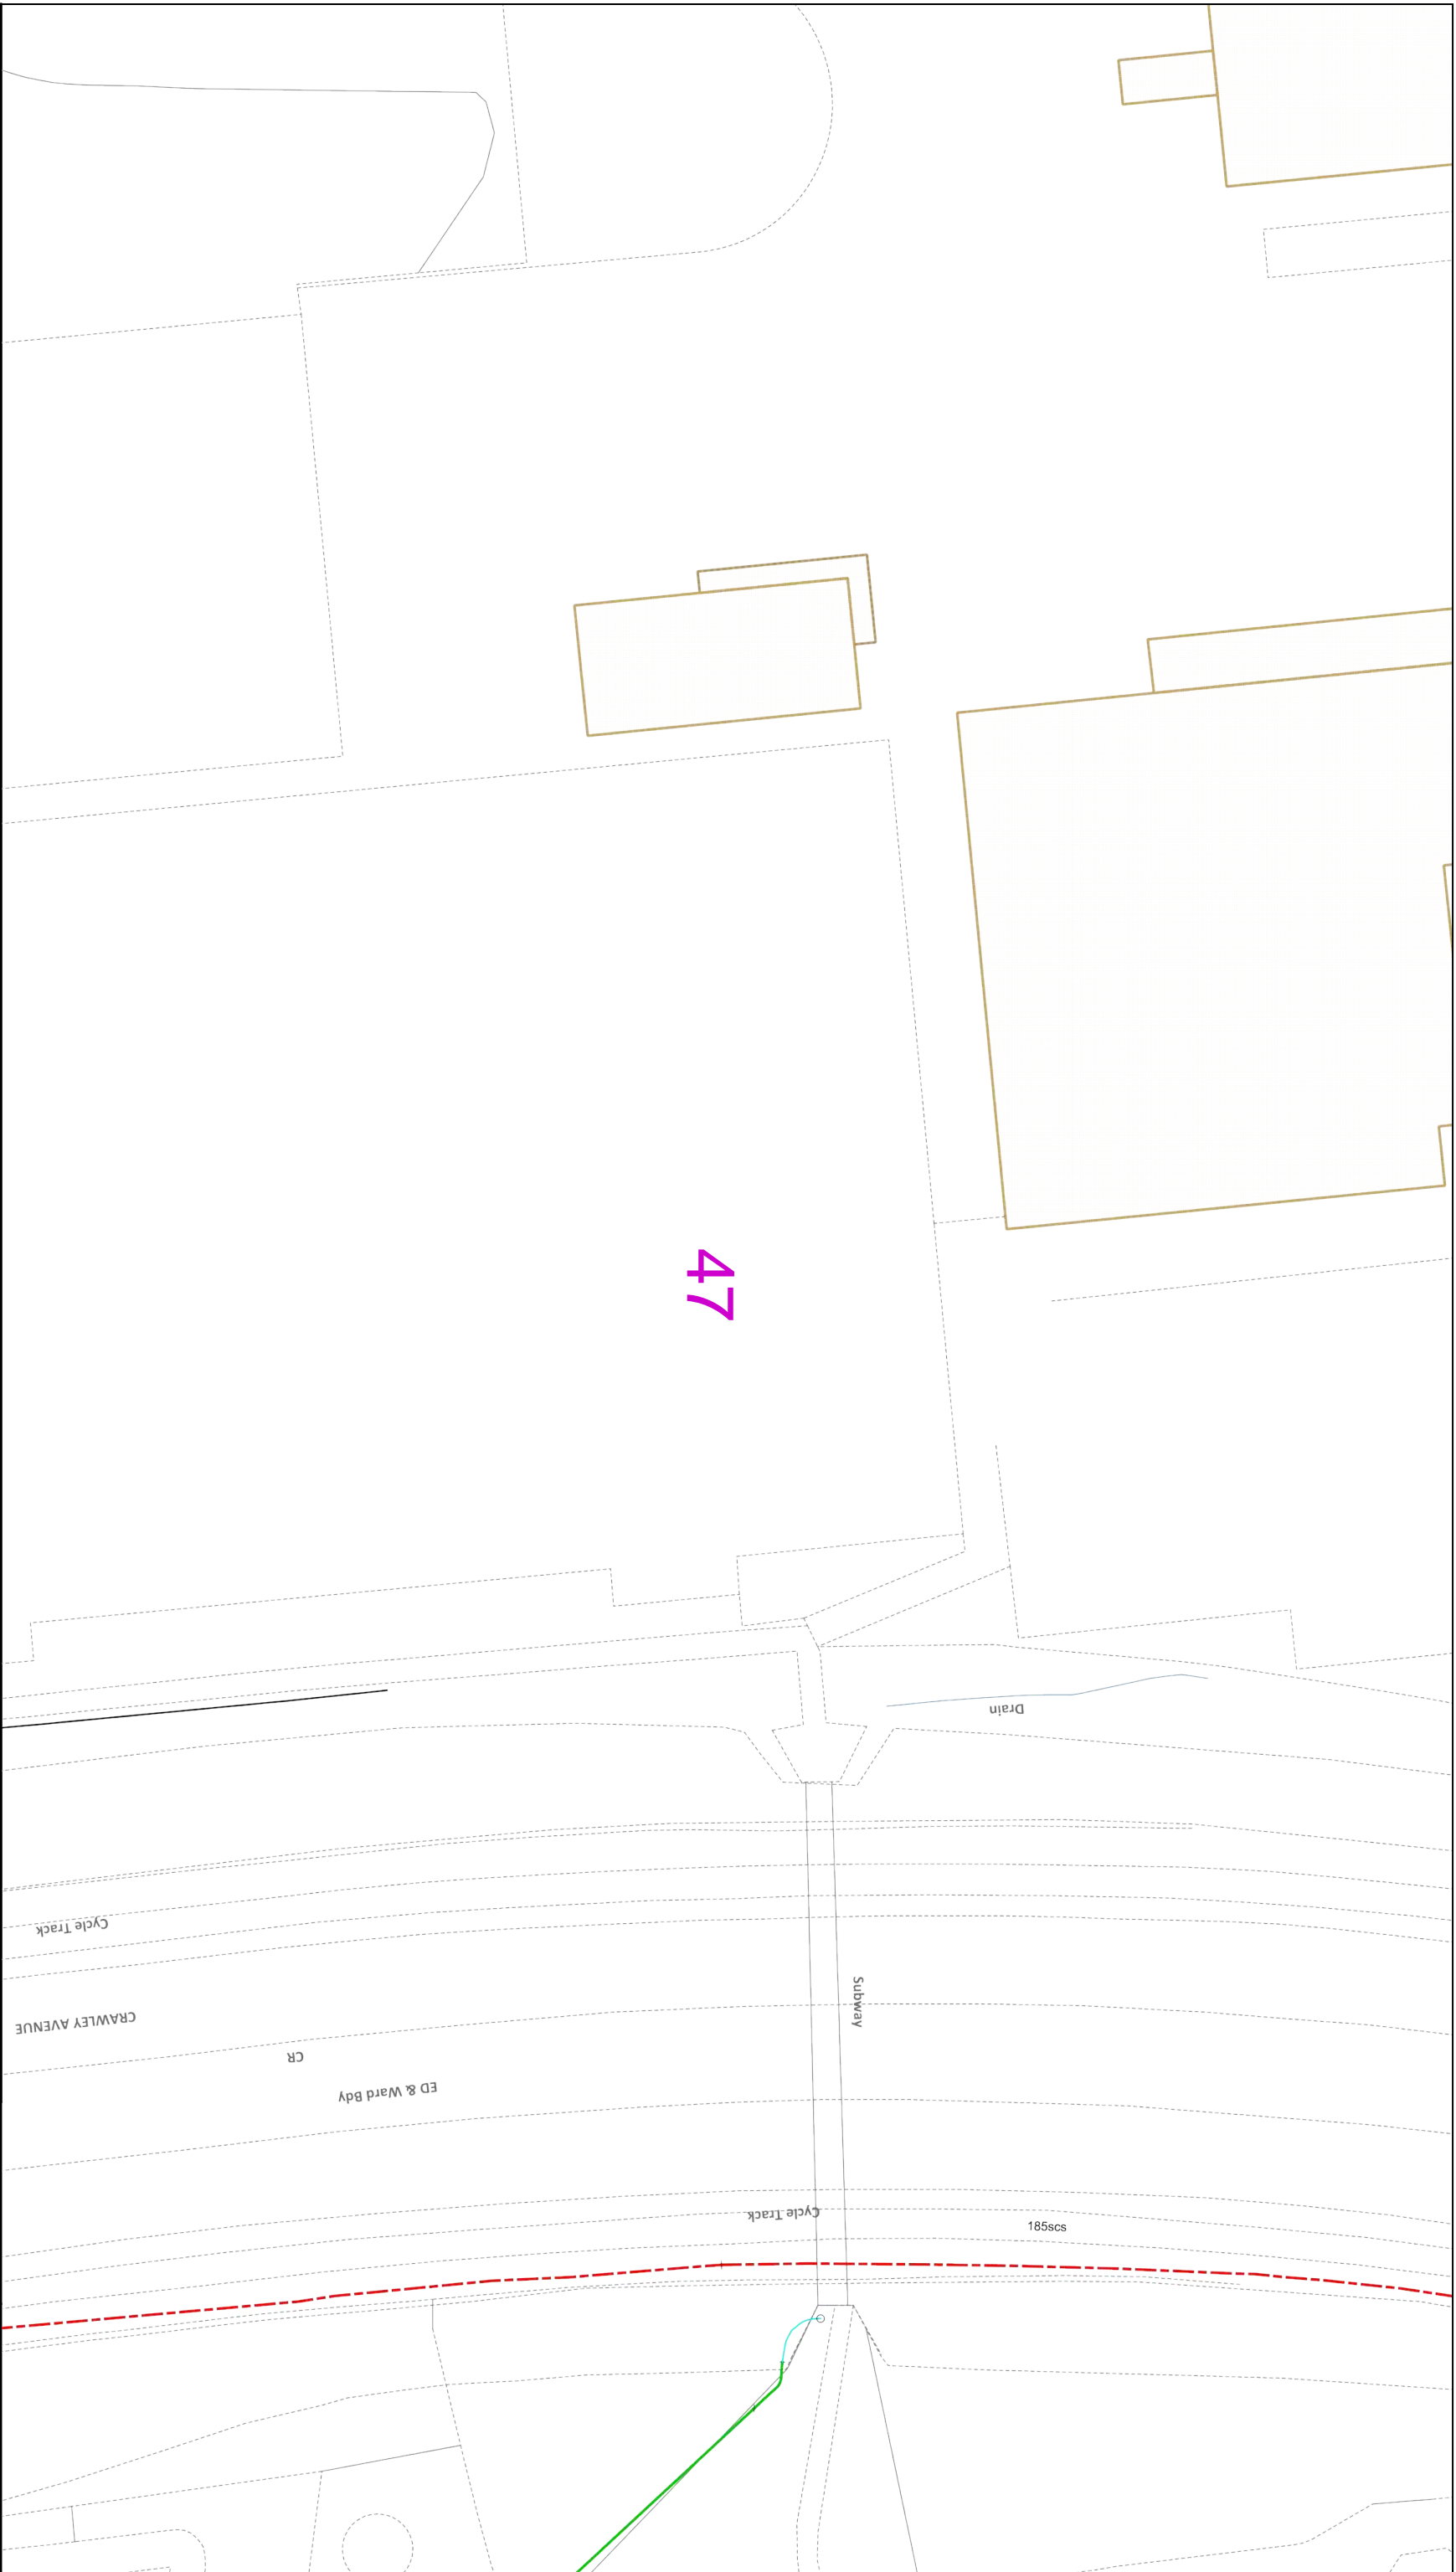 47
Drain
Cycle Track
Subway
CRAWLEY AVENUE
CR
ED & Ward Bdy
Cycle Track
185scs